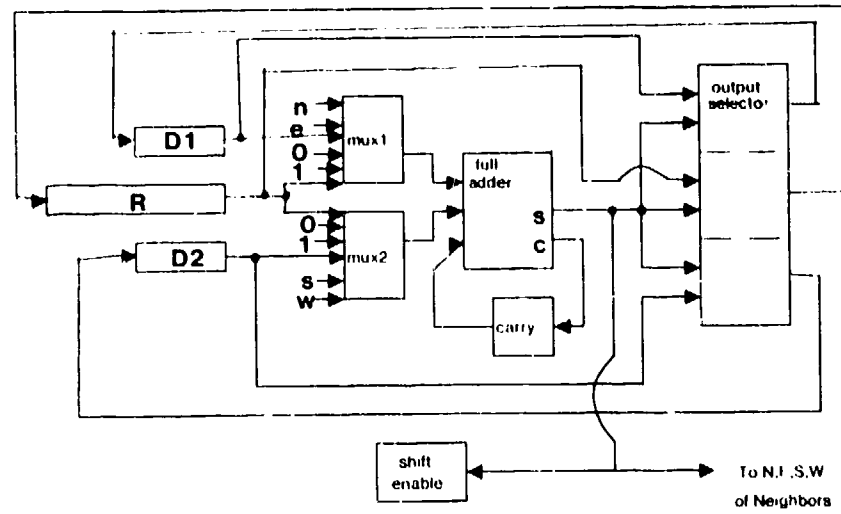 output
selector
n
e
mux1
D1
0
1
full
adder
R
S
0
1
C
D2
mux2
s
w
carry
shift
enable
To N,E,S,W
of Neighbors